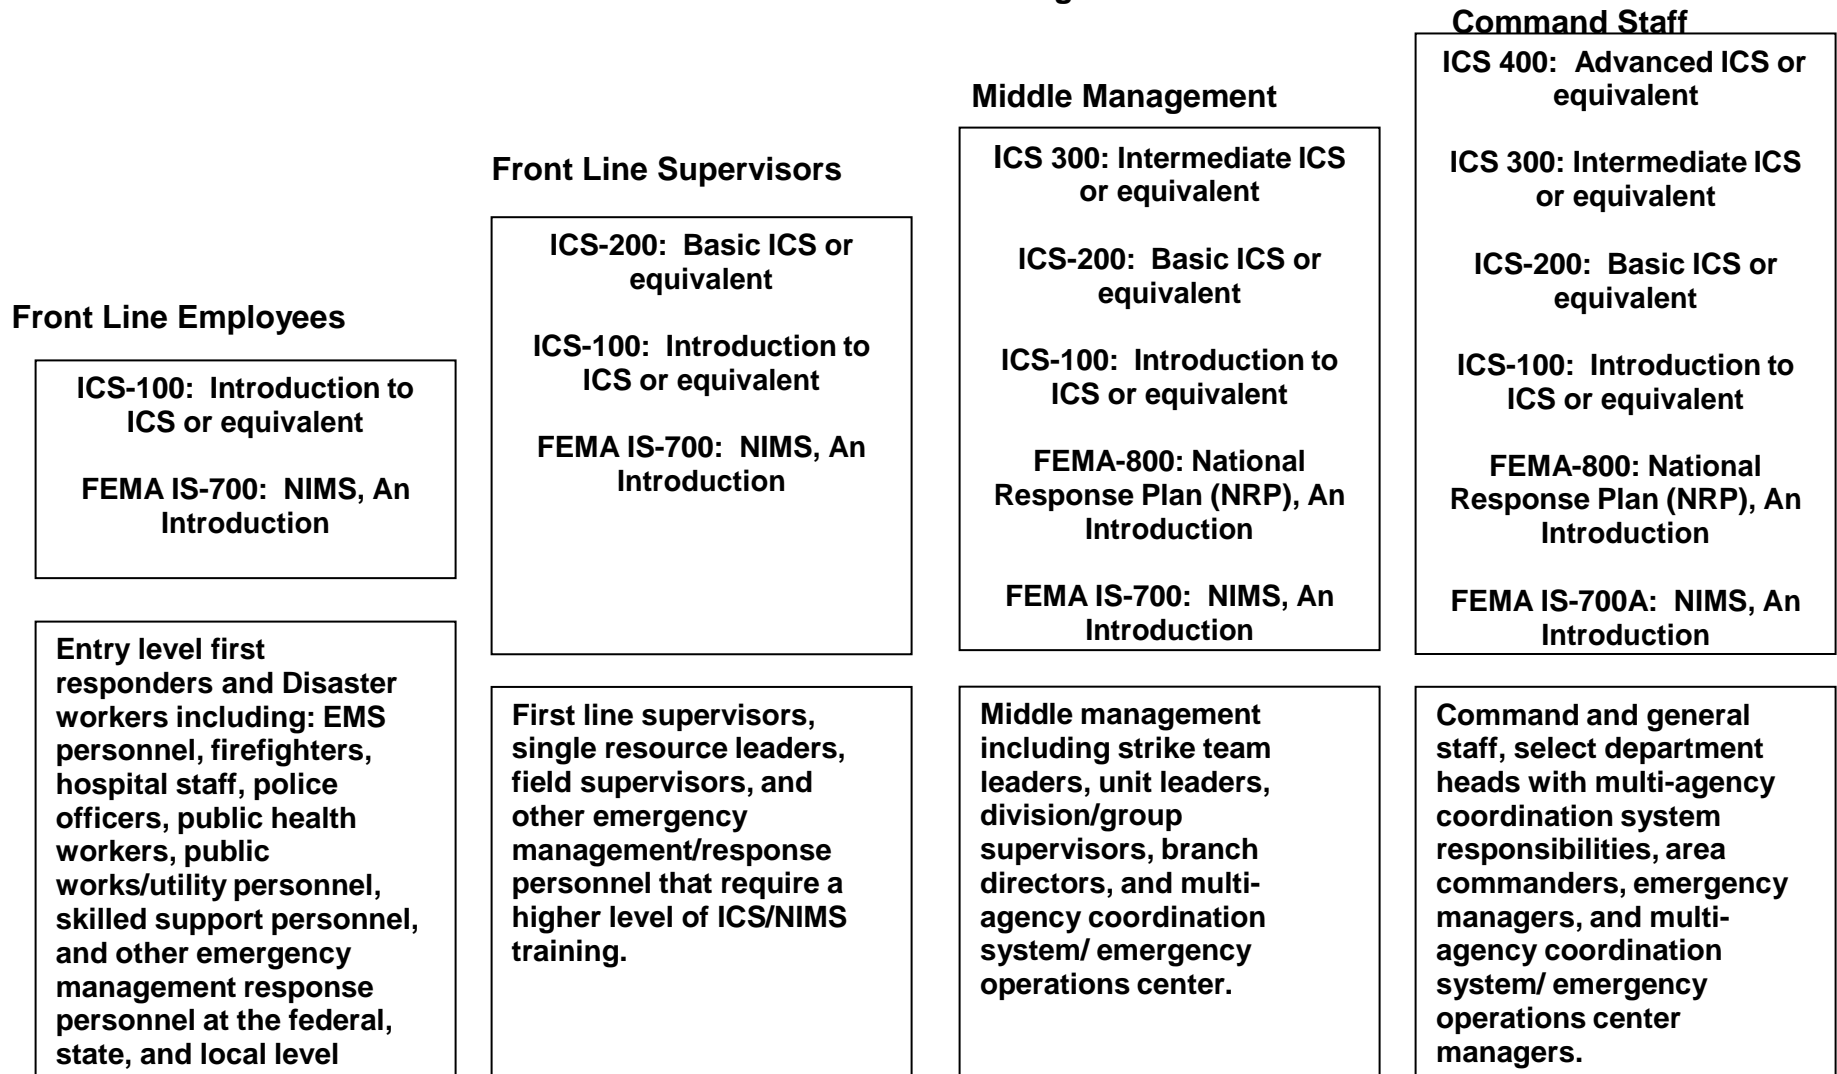 Front Line Employees
ICS-100: Introduction to
ICS or equivalent
FEMA IS-700: NIMS, An
Introduction
Entry level first
responders and Disaster
workers including: EMS
personnel, firefighters,
hospital staff, police
officers, public health
workers, public
works/utility personnel,
skilled support personnel,
and other emergency
management response
personnel at the federal,
state, and local level
Front Line Supervisors
ICS-200: Basic ICS or
equivalent
ICS-100: Introduction to
ICS or equivalent
FEMA IS-700: NIMS, An
Introduction
First line supervisors,
single resource leaders,
field supervisors, and
other emergency
management/response
personnel that require a
higher level of ICS/NIMS
training.
Middle Management
ICS 300: Intermediate ICS
or equivalent
ICS-200: Basic ICS or
equivalent
ICS-100: Introduction to
ICS or equivalent
FEMA-800: National
Response Plan (NRP), An
Introduction
FEMA IS-700: NIMS, An
Introduction
Middle management
including strike team
leaders, unit leaders,
division/group
supervisors, branch
directors, and multi-
agency coordination
system/ emergency
operations center.
Command Staff
ICS 400: Advanced ICS or
equivalent
ICS 300: Intermediate ICS
or equivalent
ICS-200: Basic ICS or
equivalent
ICS-100: Introduction to
ICS or equivalent
FEMA-800: National
Response Plan (NRP), An
Introduction
FEMA IS-700A: NIMS, An
Introduction
Command and general
staff, select department
heads with multi-agency
coordination system
responsibilities, area
commanders, emergency
managers, and multi-
agency coordination
system/ emergency
operations center
managers.